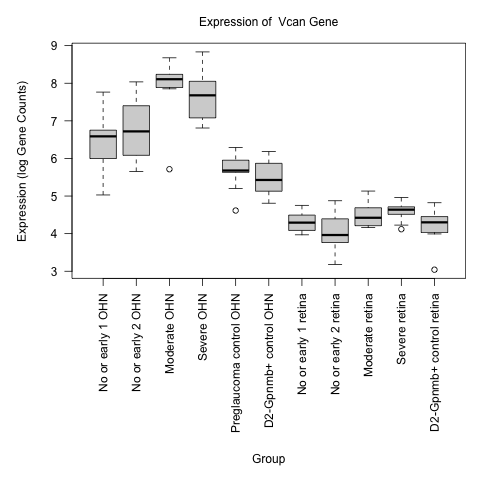 Expression of Vcan Gene
Expression (log Gene Counts)
9
8
7
6
5
4
3
No or early 1 OHN
No or early 2 OHN
Moderate OHN
Severe OHN
Preglaucoma control OHN
D2-Gpnmb+ control OHN
No or early 1 retina
No or early 2 retina
Moderate retina
Severe retina
D2-Gpnmb+ control retina
Group